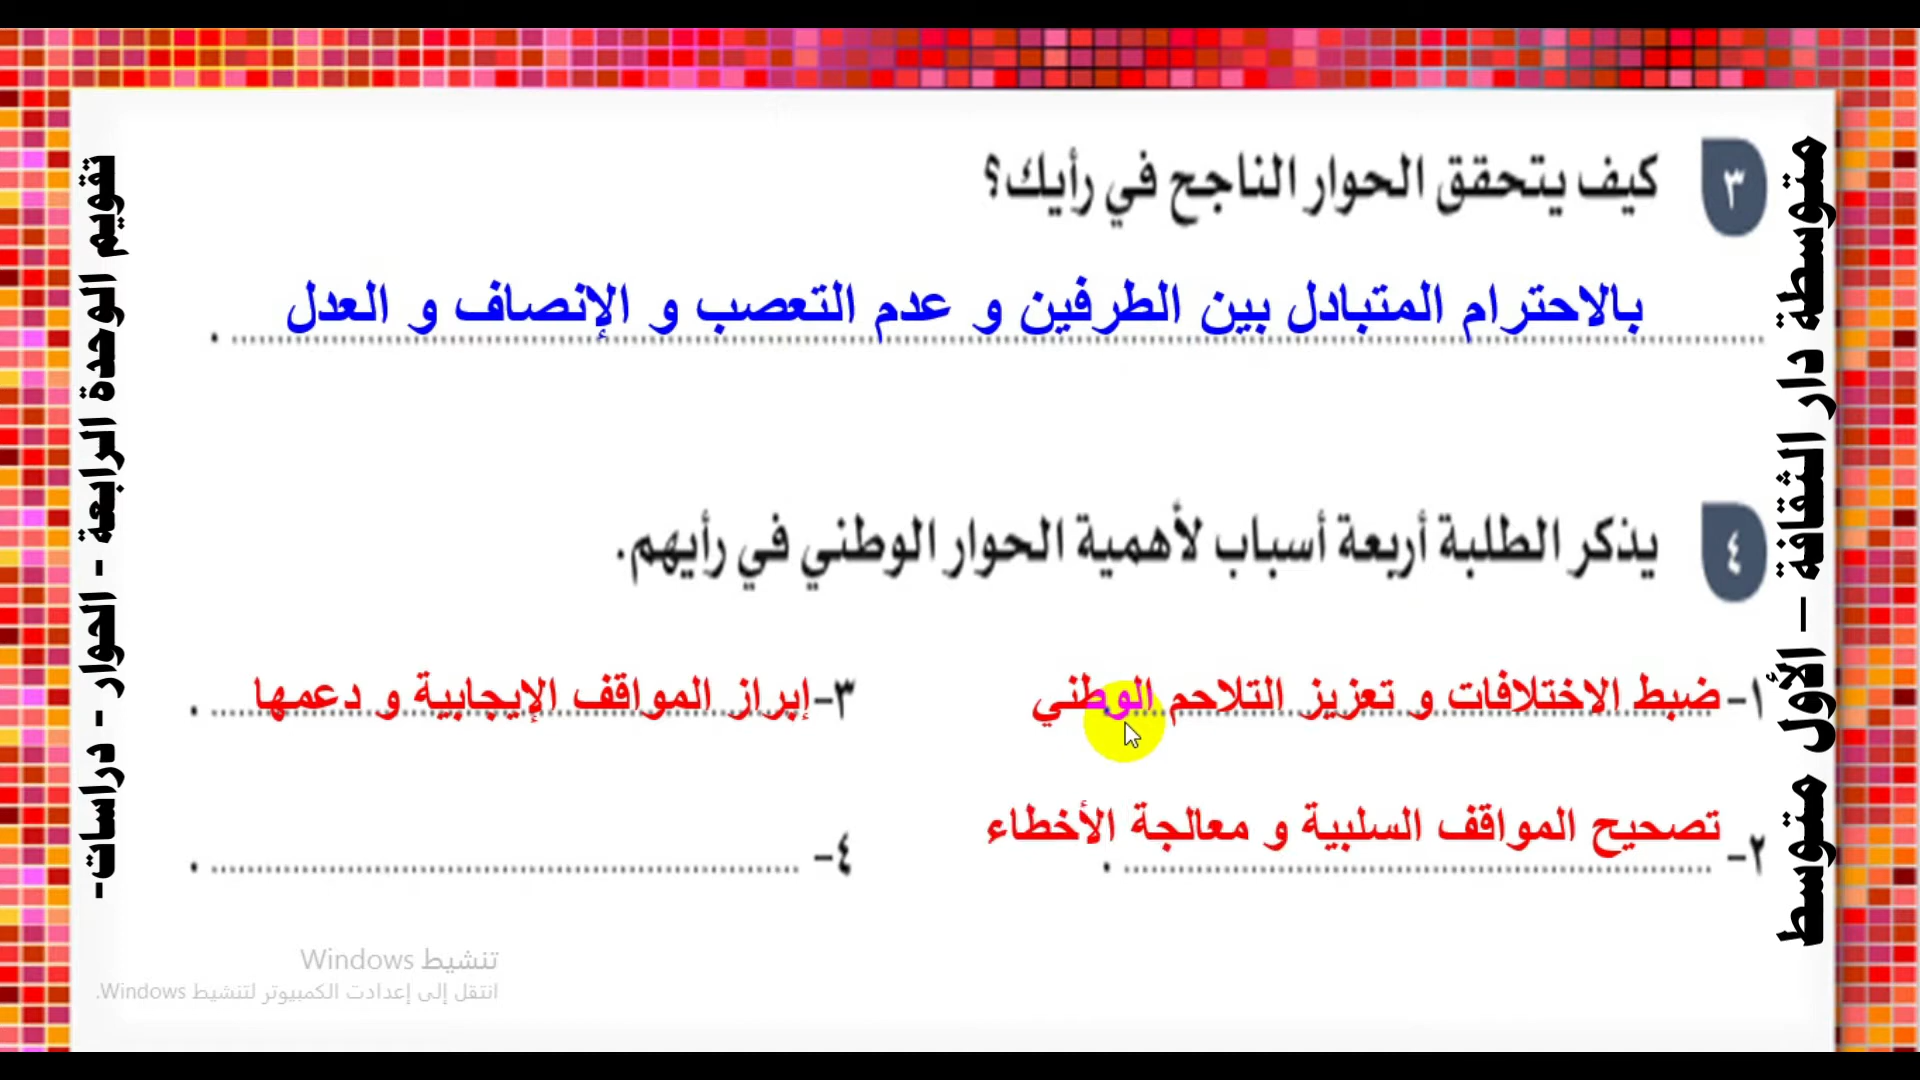 ٣ كيف يتحقق الحوار الناجح في رأيك؟
بالاحترام المتبادل بين الطرفين و عدم التعصب و الإنصاف و العدل
٤ يذكر الطلبة أربعة أسباب لأهمية الحوار الوطني في رأيهم.
١- ضبط الاختلافات و تعزيز التلاحم الوطني
٣- إبراز المواقف الإيجابية و دعمها
٢- تصحيح المواقف السلبية و معالجة الأخطاء
٤-
متوسطة دار الثقافة – الأول متوسط
تقويم الوحدة الرابعة - الحوار - دراسات-
تنشيط Windows
انتقل إلى إعدادت الكمبيوتر لتنشيط Windows.